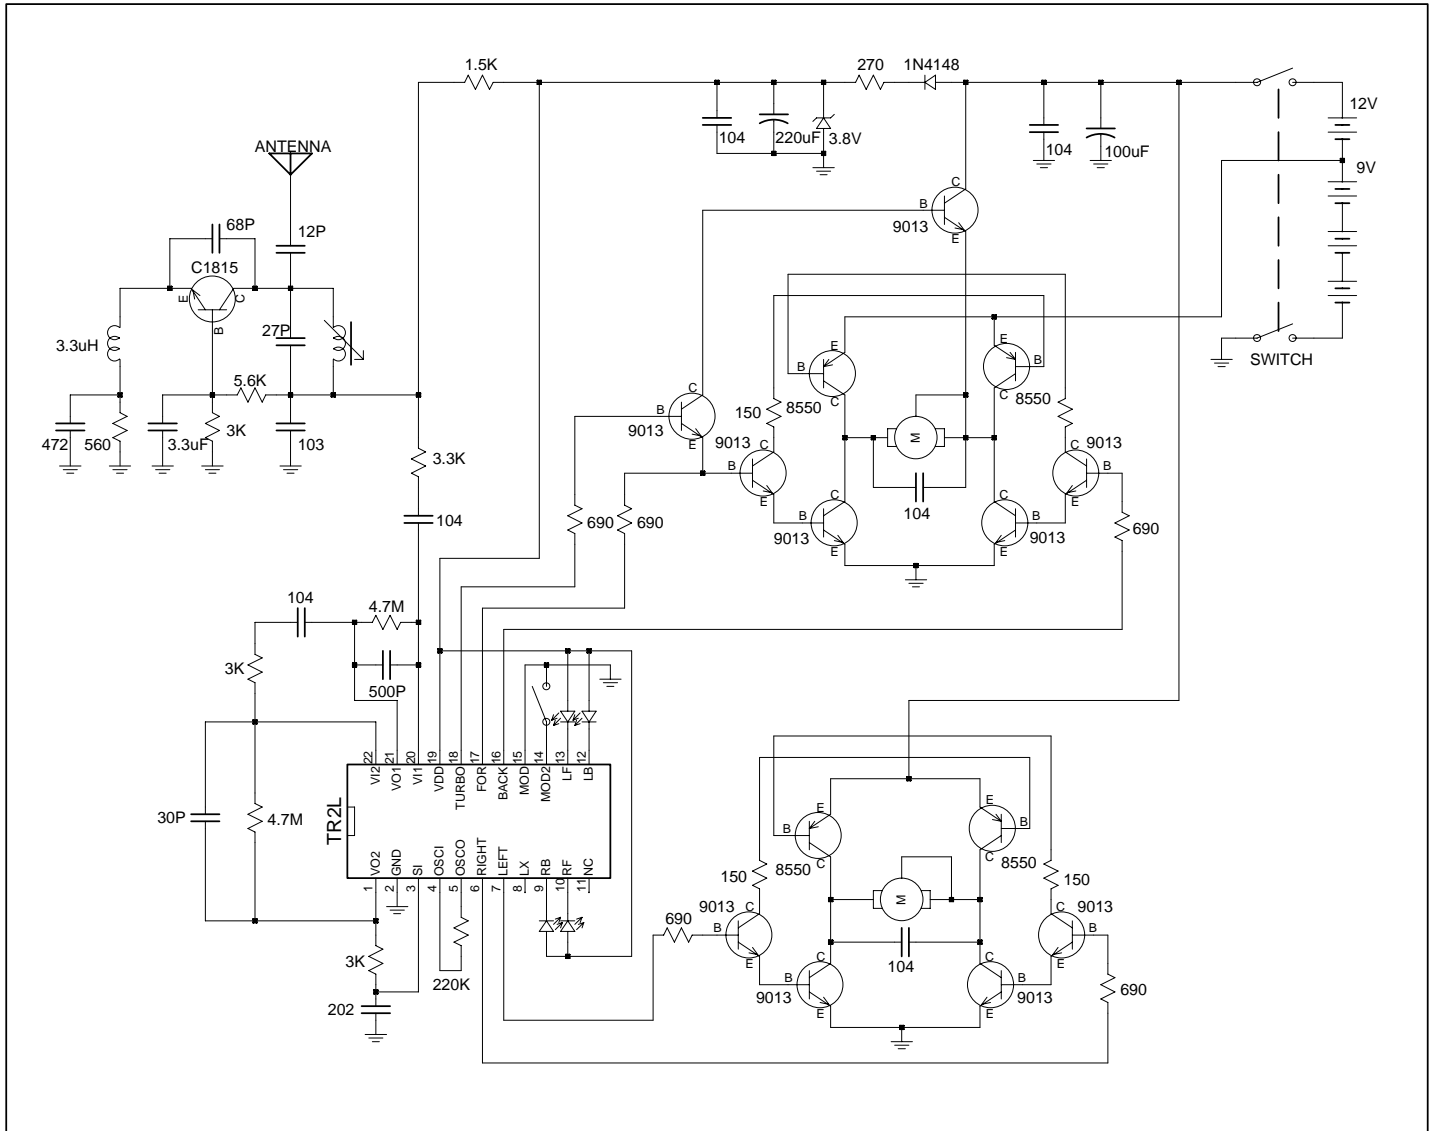 1.5K
270
1N4148
12V
104
220uF
3.8V
104
100uF
ANTENNA
9V
C
B
9013
E
68P
12P
C1815
E
C
B
27P
3.3uH
5.6K
472
560
3.3uF
3K
103
SWITCH
E
B
C
E
B
C
150
8550
8550
C
B
9013
E
M
9013
C
B
E
9013
C
B
E
3.3K
104
104
C
B
9013
E
C
B
9013
E
690
690
690
104
4.7M
3K
500P
22
21
20
19
18
17
16
15
14
13
12
VI2
VO1
VI1
VDD
TURBO
FOR
BACK
MOD
MOD2
LF
LB
TR2L
30P
4.7M
VO2
GND
SI
OSCI
OSCO
RIGHT
LEFT
LX
RB
RF
NC
1
2
3
4
5
6
7
8
9
10
11
3K
220K
202
E
B
C
E
B
C
150
8550
8550
150
M
690
9013
C
B
E
9013
C
B
E
104
C
B
9013
E
C
B
9013
E
690